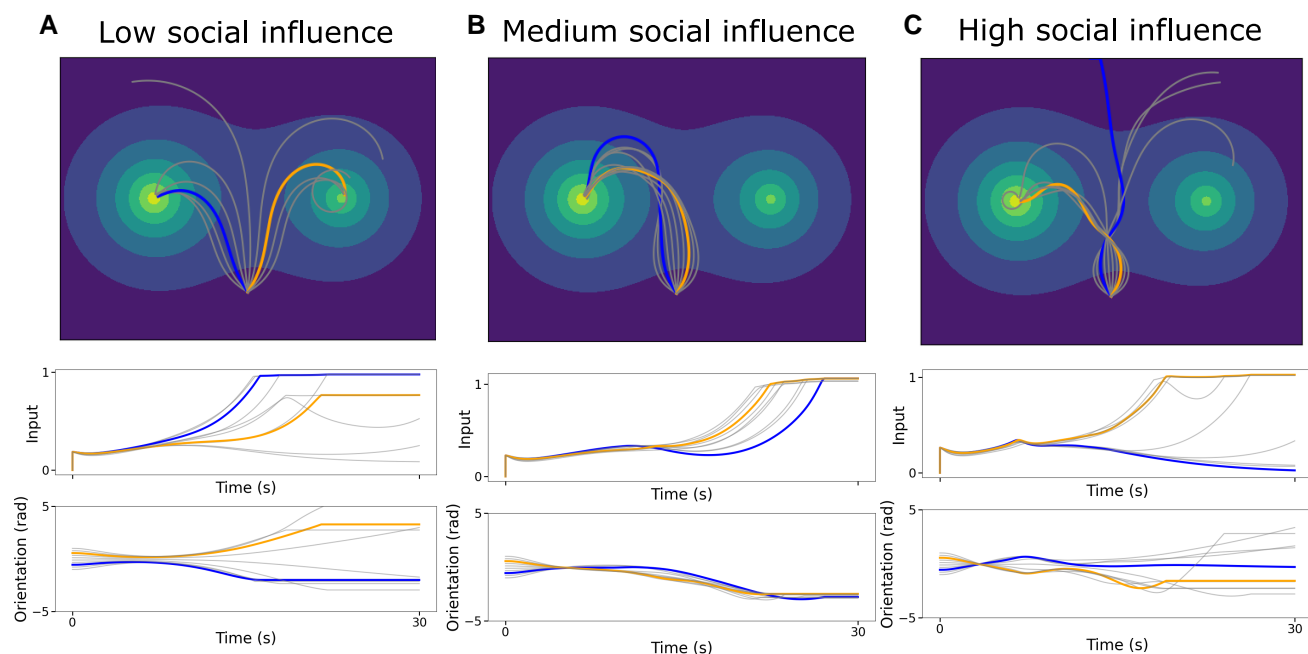 A Low social influence
B Medium social influence
C High social influence
1
Input
0
Time (s)
5
Orientation (rad)
−5
0
30
Time (s)
1
Input
0
Time (s)
5
Orientation (rad)
−5
0
30
Time (s)
1
Input
0
Time (s)
5
Orientation (rad)
−5
0
30
Time (s)